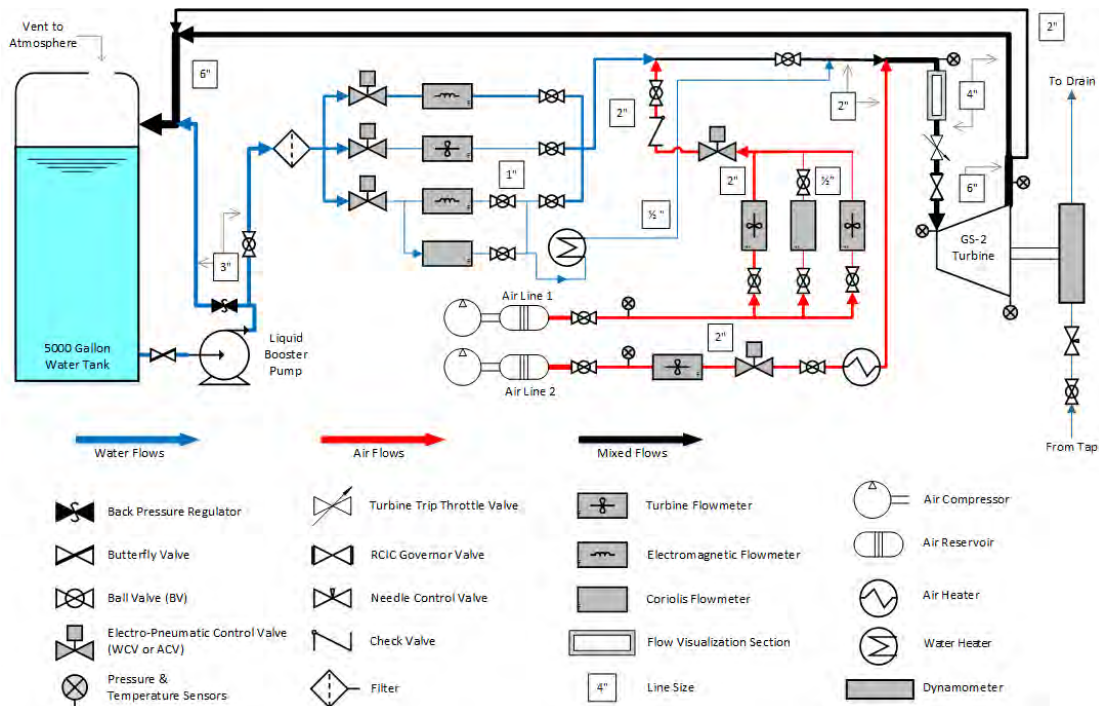 Vent to
Atmosphere
6"
2"
To Drain
2"
2"
4"
1"
2"
½"
½ "
6"
GS-2
Turbine
3"
Air Line 1
2"
5000 Gallon
Water Tank
Liquid
Booster
Pump
Air Line 2
From Tap
Water Flows
Air Flows
Mixed Flows
Back Pressure Regulator
Turbine Trip Throttle Valve
Turbine Flowmeter
Air Compressor
Butterfly Valve
RCIC Governor Valve
Electromagnetic Flowmeter
Air Reservoir
Ball Valve (BV)
Needle Control Valve
Coriolis Flowmeter
Air Heater
Electro-Pneumatic Control Valve
(WCV or ACV)
Check Valve
Flow Visualization Section
Water Heater
Pressure &
Temperature Sensors
Filter
4"
Line Size
Dynamometer